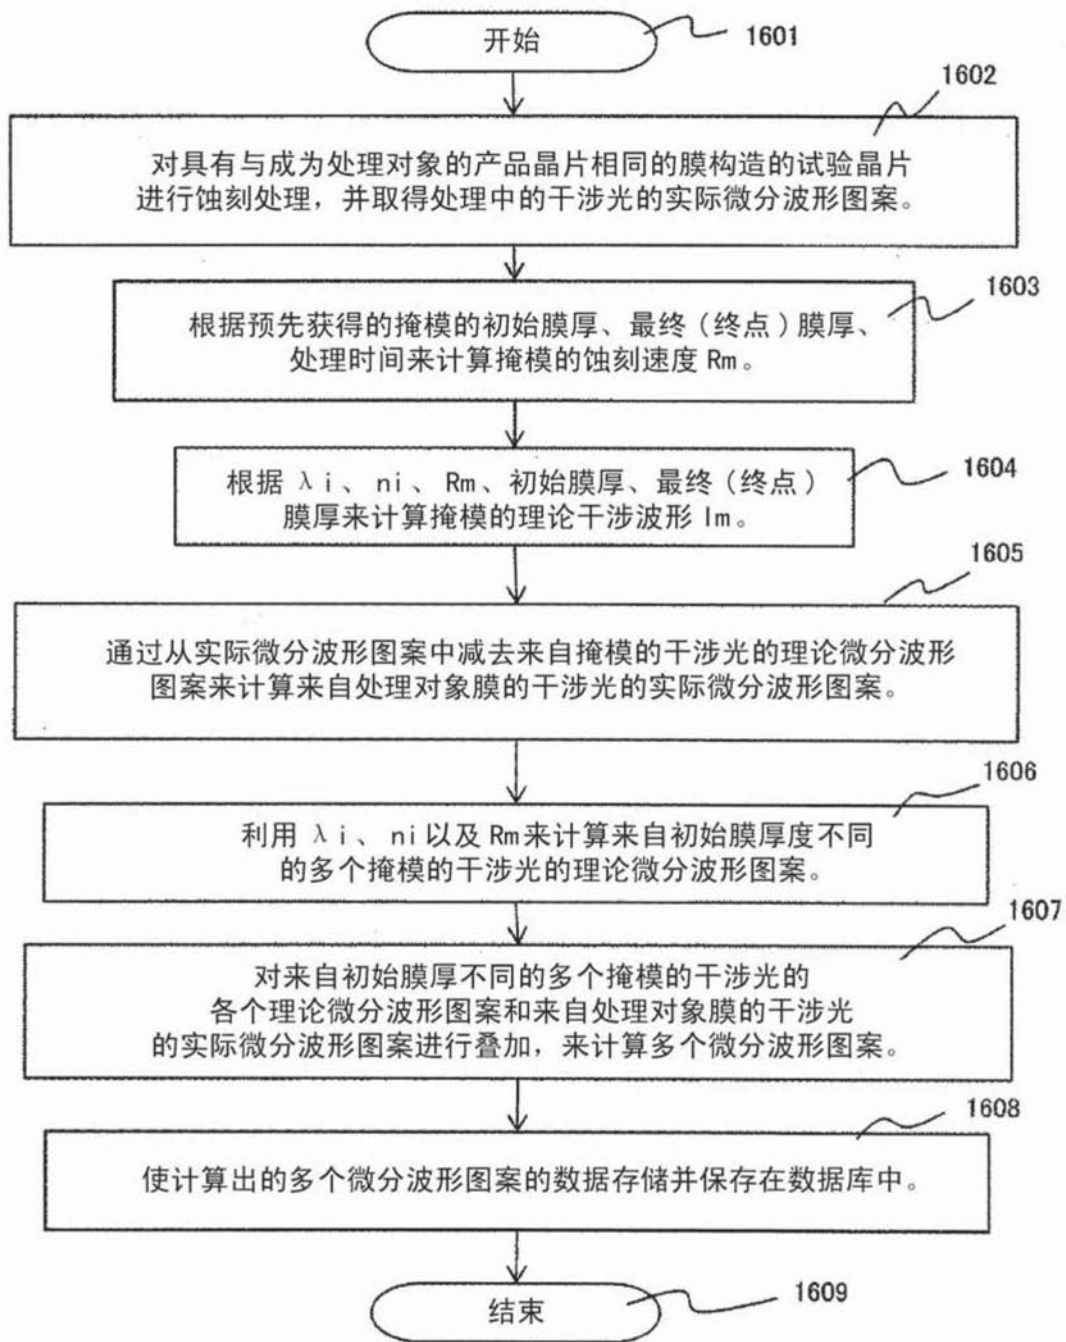 开始
1601
1602
对具有与成为处理对象的产品晶片相同的膜构造的试验晶片
进行蚀刻处理，并取得处理中的干涉光的实际微分波形图案。
1603
根据预先获得的掩模的初始膜厚、最终(终点)膜厚、
处理时间来计算掩模的蚀刻速度 Rm。
1604
根据 λi、ni、Rm、初始膜厚、最终(终点)
膜厚来计算掩模的理论干涉波形 Im。
1605
通过从实际微分波形图案中减去来自掩模的干涉光的理论微分波形
图案来计算来自处理对象膜的干涉光的实际微分波形图案。
1606
利用 λi、ni以及 Rm来计算来自初始膜厚度不同
的多个掩模的干涉光的理论微分波形图案。
1607
对来自初始膜厚不同的多个掩模的干涉光的
各个理论微分波形图案和来自处理对象膜的干涉光
的实际微分波形图案进行叠加，来计算多个微分波形图案。
1608
使计算出的多个微分波形图案的数据存储并保存在数据库中。
结束
1609